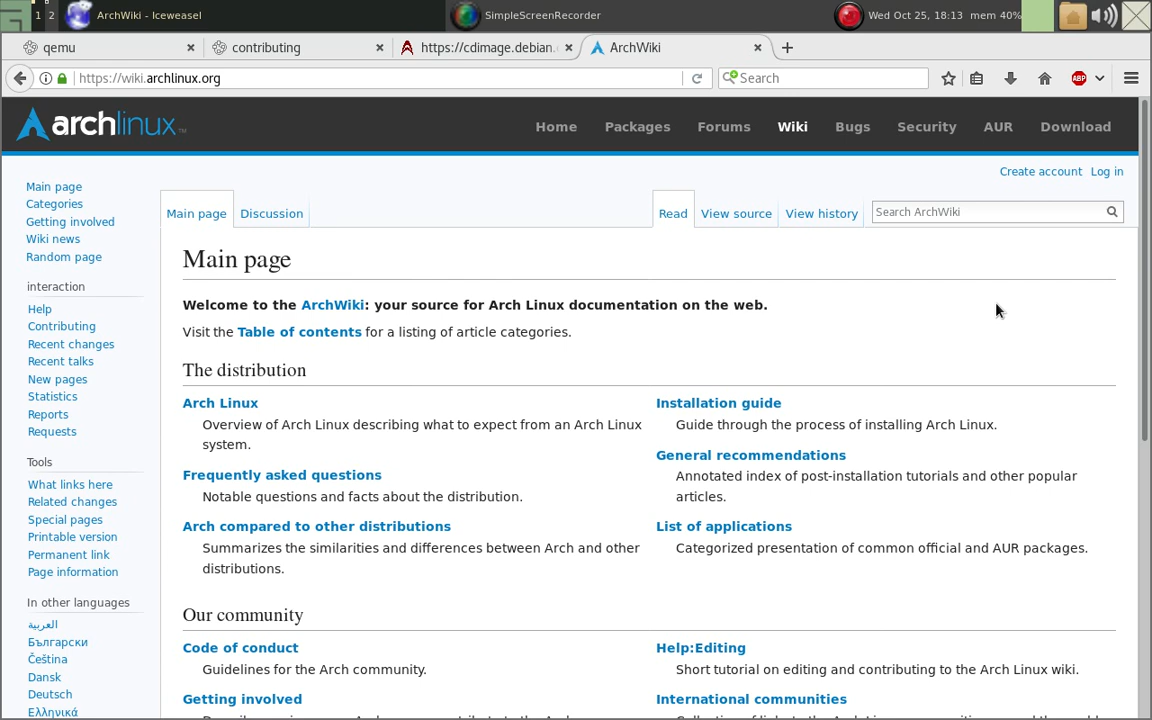 1 2 ArchWiki - Iceweasel SimpleScreenRecorder Wed Oct 25, 18:13 mem 40%
qemu contributing https://cdimage.debian. ArchWiki
https://wiki.archlinux.org Search ABP
archlinux™ Home Packages Forums Wiki Bugs Security AUR Download
Create account Log in
Main page
Categories
Getting involved
Wiki news
Random page
interaction
Help
Contributing
Recent changes
Recent talks
New pages
Statistics
Reports
Requests
Tools
What links here
Related changes
Special pages
Printable version
Permanent link
Page information
In other languages
العربية
Български
Čeština
Dansk
Deutsch
Ελληνικά
Main page Discussion Read View source View history Search ArchWiki
Main page
Welcome to the ArchWiki: your source for Arch Linux documentation on the web.
Visit the Table of contents for a listing of article categories.
The distribution
Arch Linux
Overview of Arch Linux describing what to expect from an Arch Linux
system.
Frequently asked questions
Notable questions and facts about the distribution.
Arch compared to other distributions
Summarizes the similarities and differences between Arch and other
distributions.
Installation guide
Guide through the process of installing Arch Linux.
General recommendations
Annotated index of post-installation tutorials and other popular
articles.
List of applications
Categorized presentation of common official and AUR packages.
Our community
Code of conduct
Guidelines for the Arch community.
Getting involved
Help:Editing
Short tutorial on editing and contributing to the Arch Linux wiki.
International communities